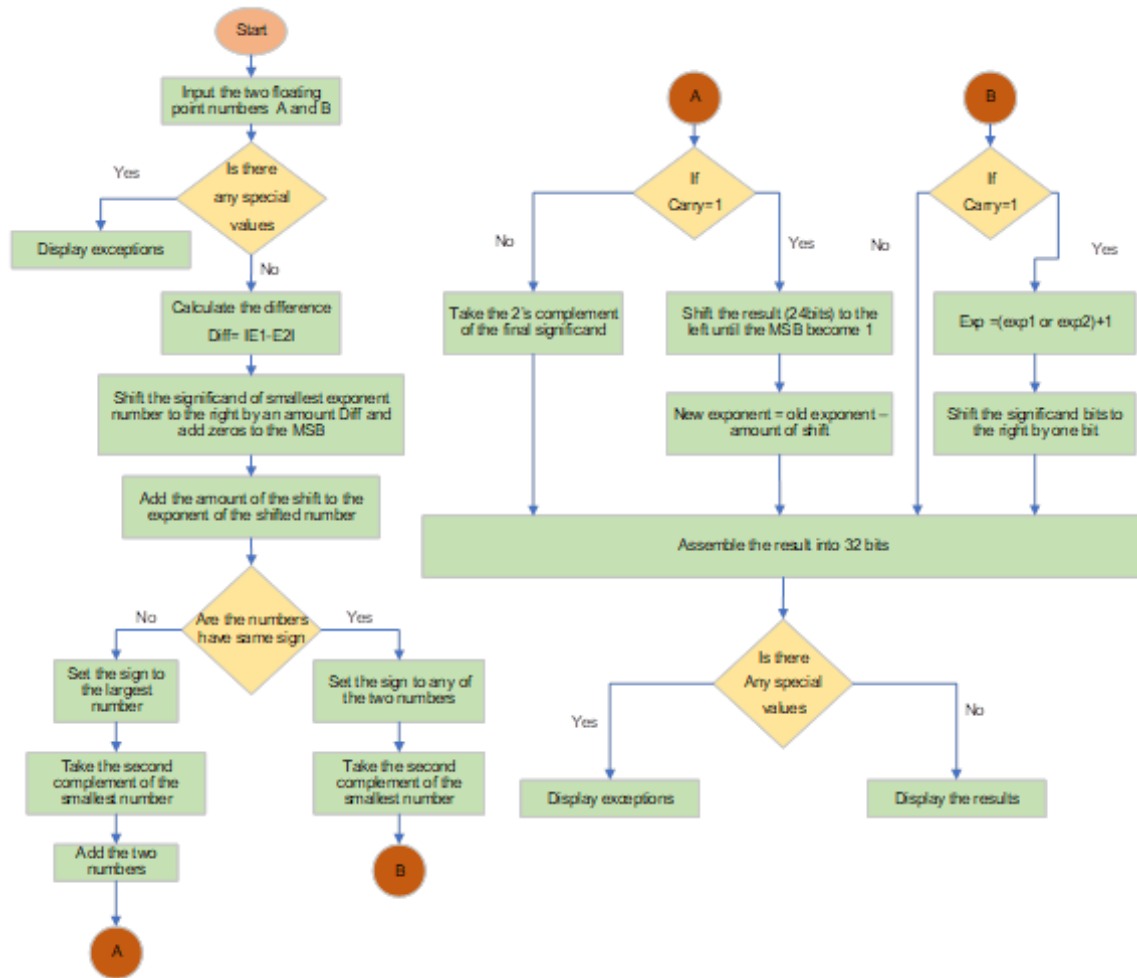 Start
Input the two floating
point numbers A and B
Is there
any special
values
Yes
Display exceptions
No
Calculate the difference
Diff= IE1-E2I
Shift the significand of smallest exponent
number to the right by an amount Diff and
add zeros to the MSB
Add the amount of the shift to the
exponent of the shifted number
Are the numbers
have same sign
No
Yes
Set the sign to
the largest
number
Take the second
complement of the
smallest number
Add the two
numbers
A
Set the sign to any of
the two numbers
Take the second
complement of the
smallest number
B
A
If
Carry=1
No
Yes
Take the 2's complement
of the final significand
Shift the result (24bits) to the
left until the MSB become 1
New exponent = old exponent –
amount of shift
B
If
Carry=1
No
Yes
Exp =(exp1 or exp2)+1
Shift the significand bits to
the right by one bit
Assemble the result into 32 bits
Is there
Any special
values
Yes
No
Display exceptions
Display the results